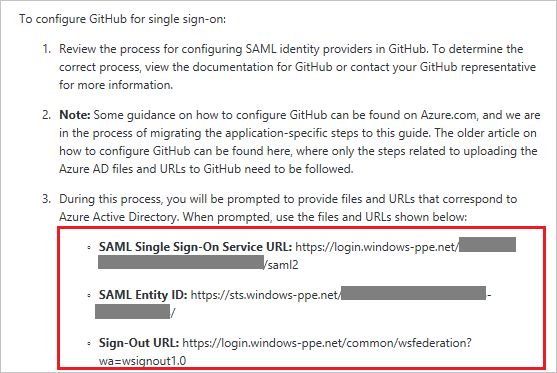 To configure GitHub for single sign-on:
1. Review the process for configuring SAML identity providers in GitHub. To determine the
correct process, view the documentation for GitHub or contact your GitHub representative
for more information.
2. Note: Some guidance on how to configure GitHub can be found on Azure.com, and we are
in the process of migrating the application-specific steps to this guide. The older article on
how to configure GitHub can be found here, where only the steps related to uploading the
Azure AD files and URLs to GitHub need to be followed.
3. During this process, you will be prompted to provide files and URLs that correspond to
Azure Active Directory. When prompted, use the files and URLs shown below:
◦ SAML Single Sign-On Service URL: https://login.windows-ppe.net/
/saml2
◦ SAML Entity ID: https://sts.windows-ppe.net/ -
/
◦ Sign-Out URL: https://login.windows-ppe.net/common/wsfederation?
wa=wsignout1.0